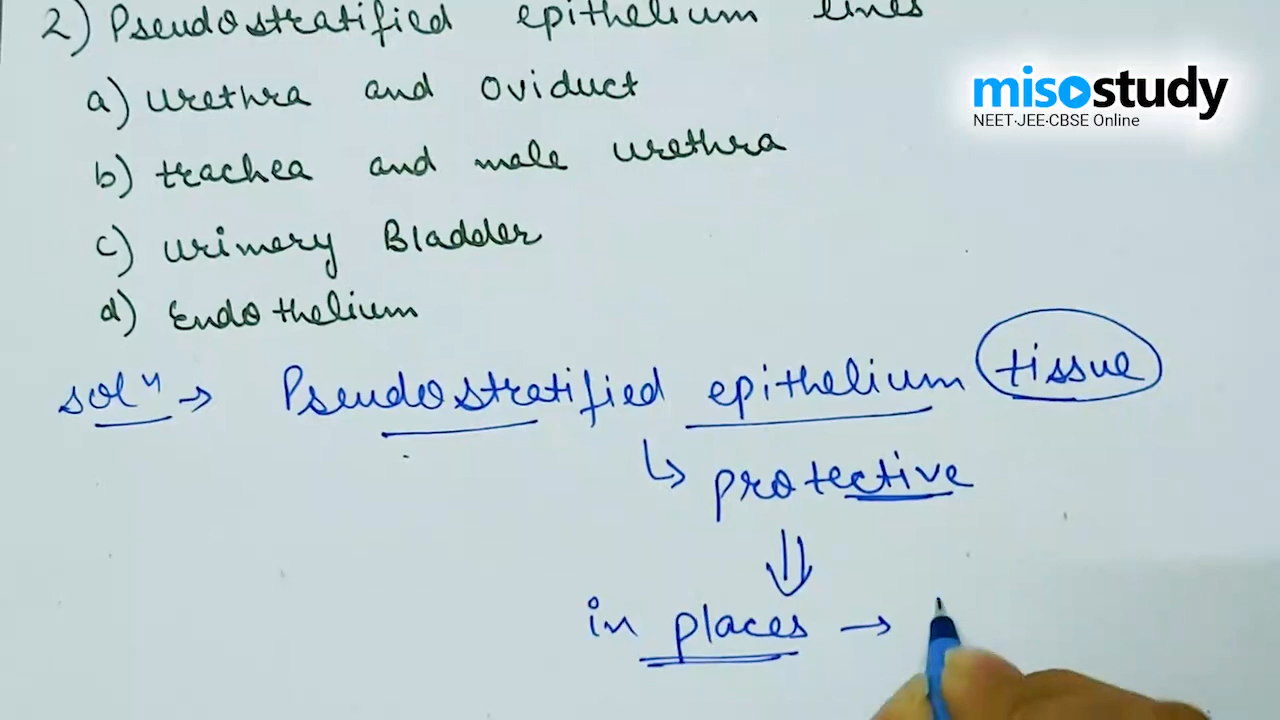 2) Pseudostratified epithelium lines
a) Urethra and Oviduct
b) trachea and male urethra
c) Urimery Bladder
d) Endothelium
solⁿ → Pseudostratified epithelium tissue
↳ protective
⇓
in places →
misostudy
NEET·JEE·CBSE Online